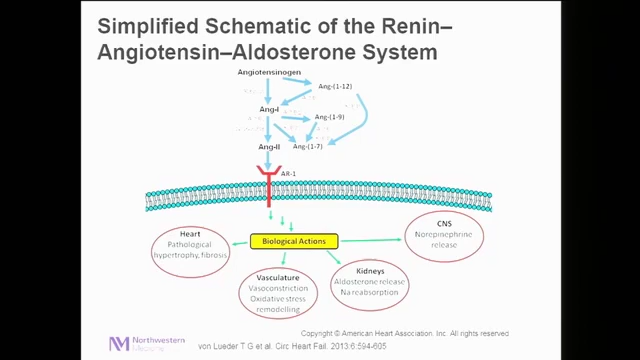 Simplified Schematic of the Renin–
Angiotensin–Aldosterone System
Angiotensinogen
Ang-(1-12)
Ang-I
Ang-(1-9)
Ang-II
Ang-(1-7)
AR-1
Biological Actions
Heart
Pathological
hypertrophy, fibrosis
CNS
Norepinephrine
release
Vasculature
Vasoconstriction
Oxidative stress
remodelling
Kidneys
Aldosterone release
Na reabsorption
Copyright © American Heart Association, Inc. All rights reserved
von Lueder T G et al. Circ Heart Fail. 2013;6:594-605
NM
Northwestern
Medicine